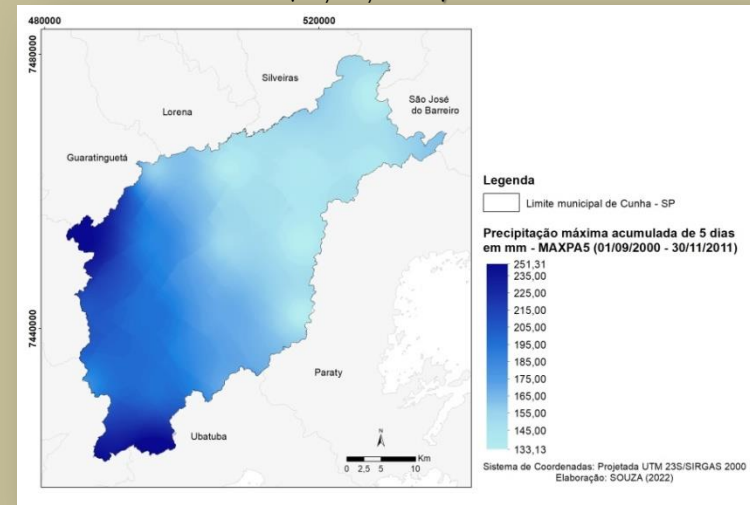 480000
520000
7480000
7440000
Silveiras
Lorena
São José
do Barreiro
Guaratinguetá
Paraty
Ubatuba
N
Km
0 2,5 5 10
Legenda
Limite municipal de Cunha - SP
Precipitação máxima acumulada de 5 dias
em mm - MAXPA5 (01/09/2000 - 30/11/2011)
251,31
235,00
225,00
215,00
205,00
195,00
185,00
175,00
165,00
155,00
145,00
133,13
Sistema de Coordenadas: Projetada UTM 23S/SIRGAS 2000
Elaboração: SOUZA (2022)